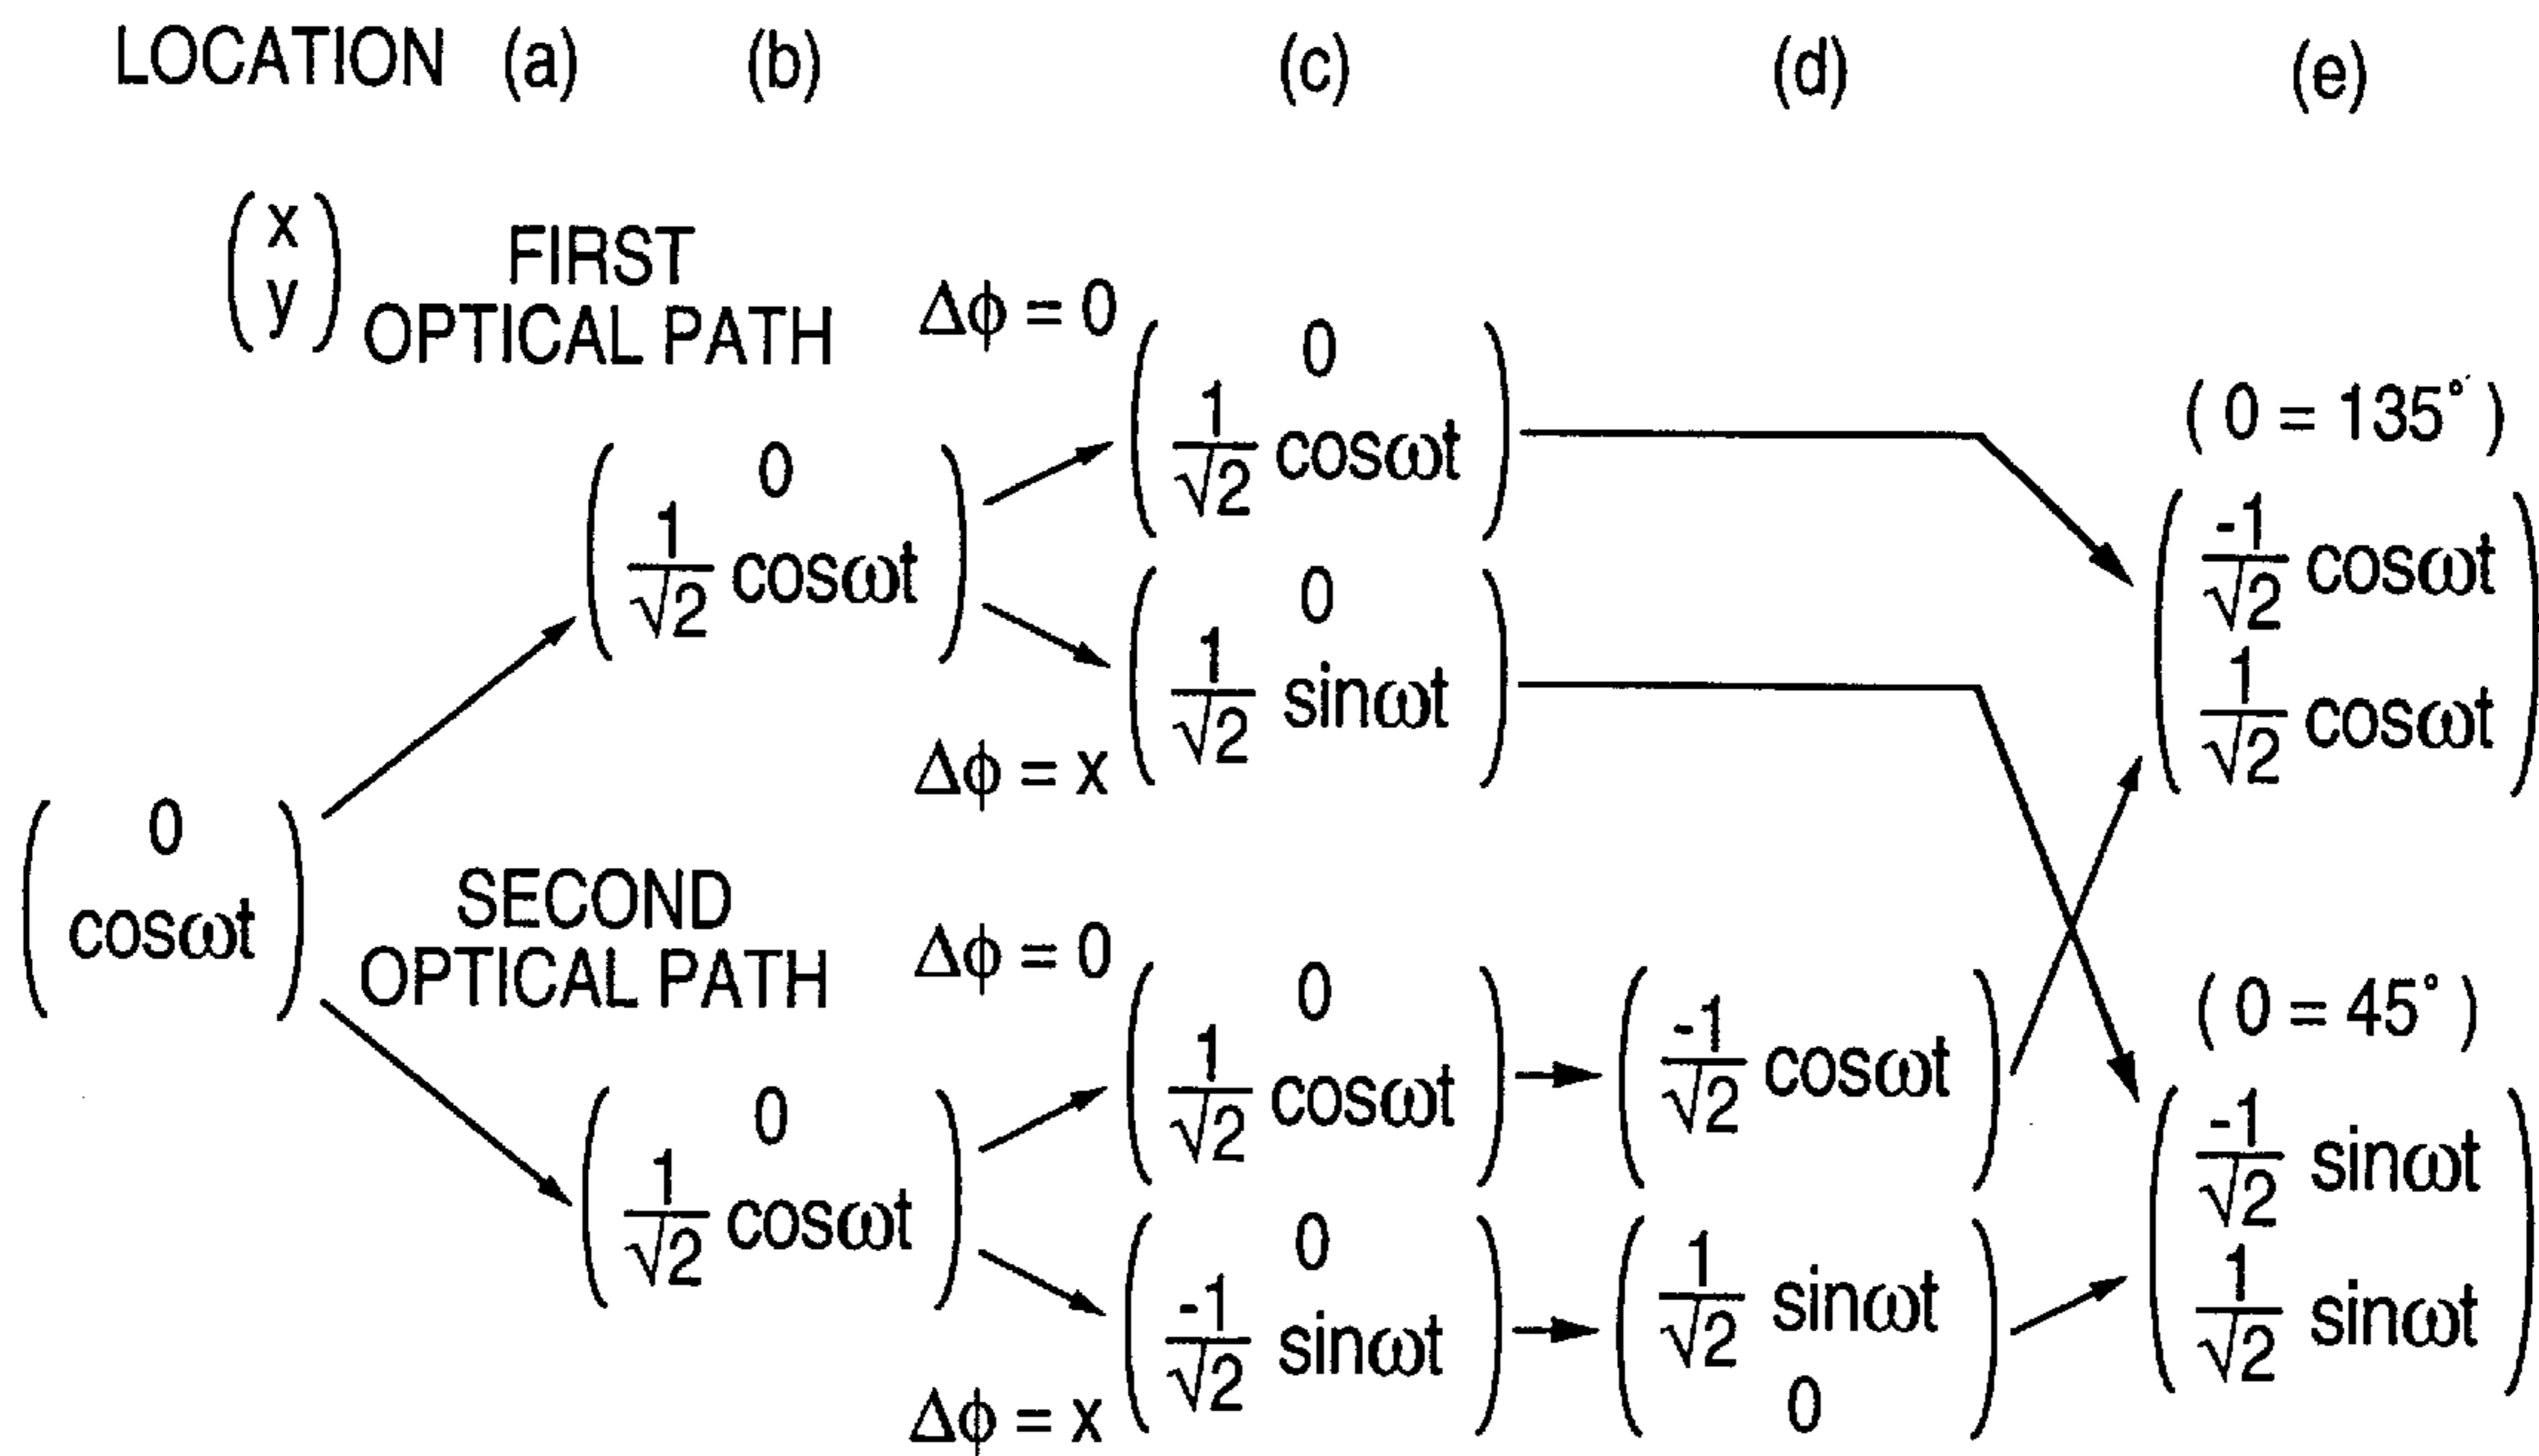 LOCATION (a) (b) (c) (d) (e)
x
y
FIRST
OPTICAL PATH
Δϕ = 0
0
1/√2 cosωt
0
1/√2 cosωt
0
1/√2 sinωt
Δϕ = x
( 0 = 135° )
-1/√2 cosωt
1/√2 cosωt
0
cosωt
SECOND
OPTICAL PATH
Δϕ = 0
0
1/√2 cosωt
0
1/√2 cosωt
-1/√2 cosωt
0
-1/√2 sinωt
1/√2 sinωt
0
Δϕ = x
( 0 = 45° )
-1/√2 sinωt
1/√2 sinωt